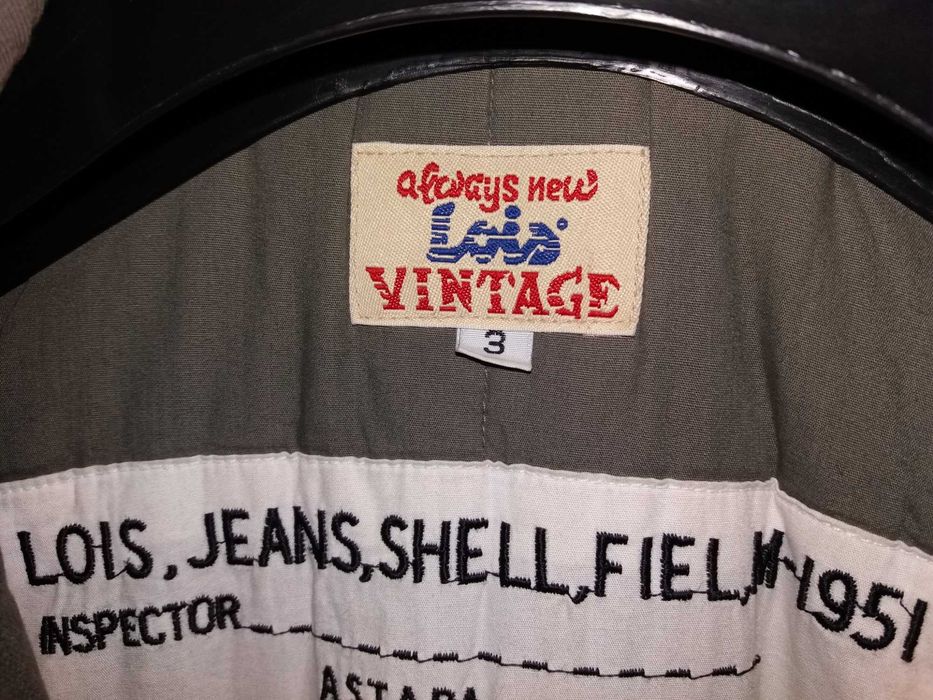 always new
Lois
VINTAGE
3
LOIS, JEANS, SHELL, FIEL, M-1951
INSPECTOR